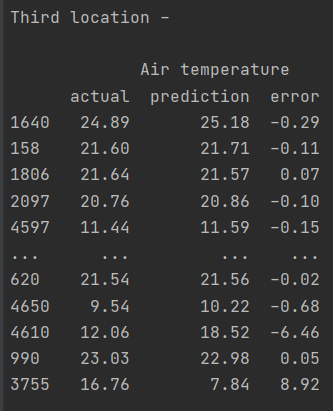 Third location -
Air temperature
actual prediction error
1640 24.89 25.18 -0.29
158 21.60 21.71 -0.11
1806 21.64 21.57 0.07
2097 20.76 20.86 -0.10
4597 11.44 11.59 -0.15
... ... ... ...
620 21.54 21.56 -0.02
4650 9.54 10.22 -0.68
4610 12.06 18.52 -6.46
990 23.03 22.98 0.05
3755 16.76 7.84 8.92